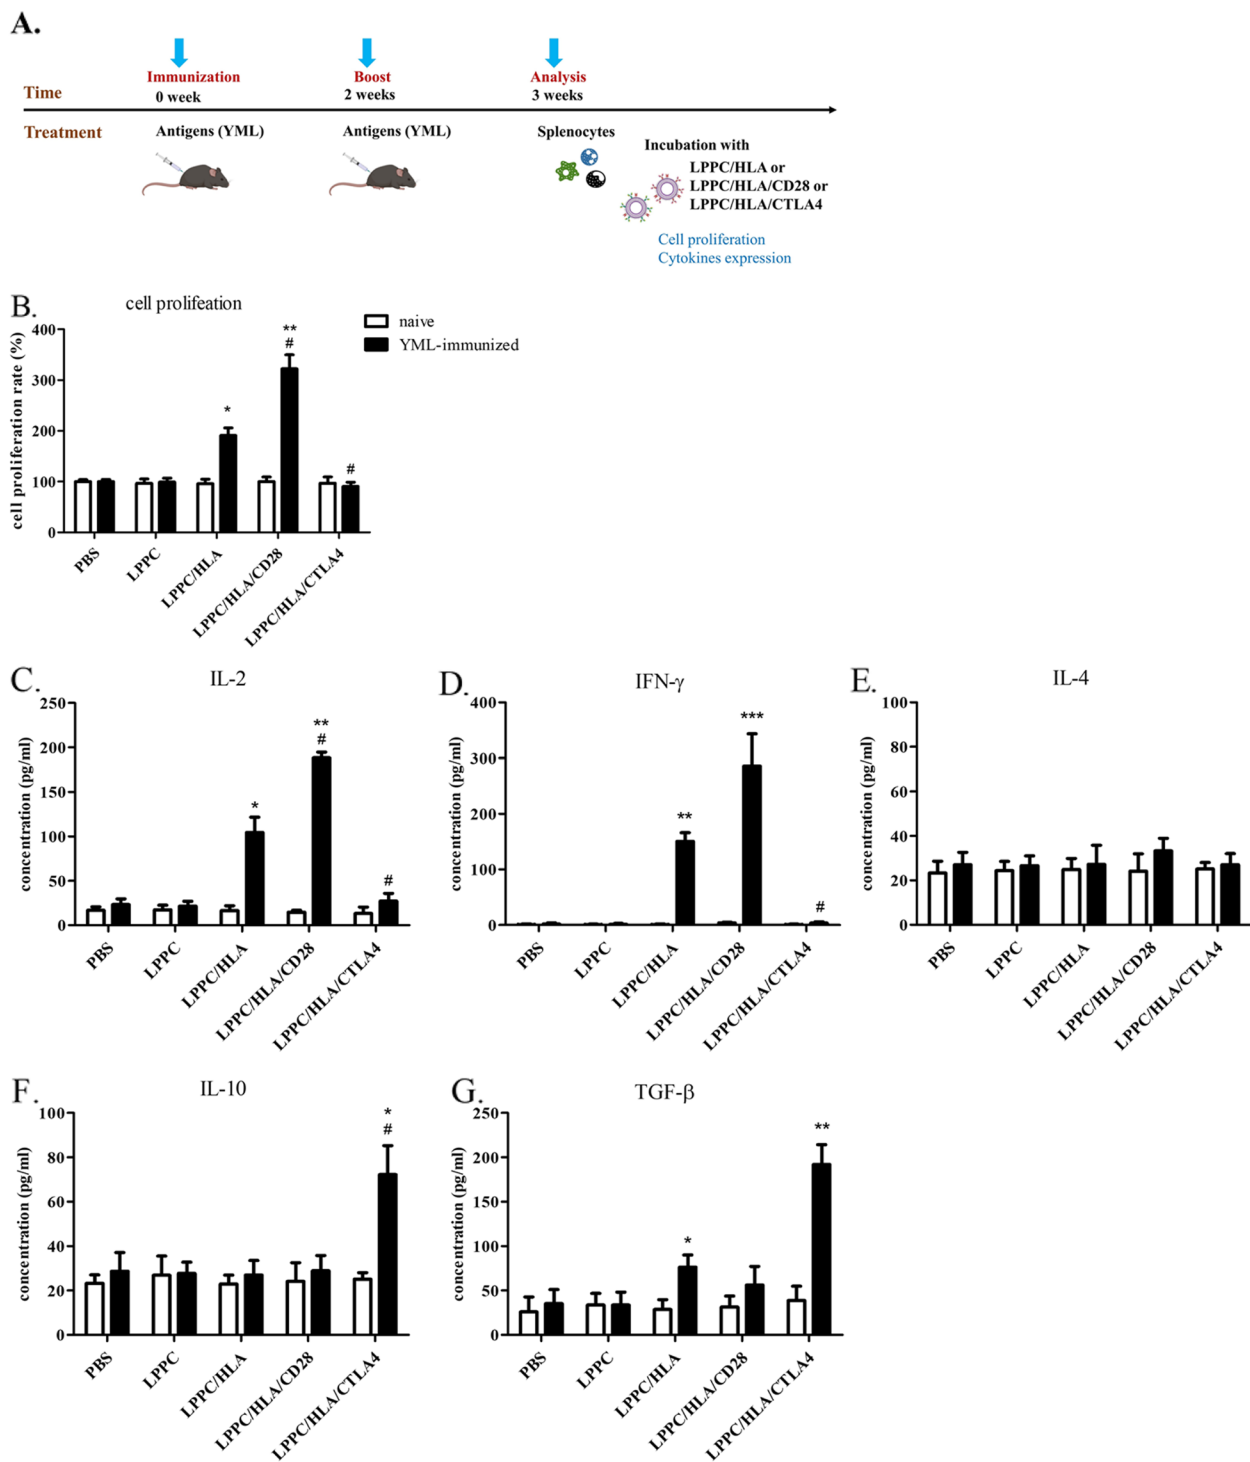 A.
Immunization
Boost
Analysis
Time
0 week
2 weeks
3 weeks
Treatment
Antigens (YML)
Antigens (YML)
Splenocytes
Incubation with
LPPC/HLA or
LPPC/HLA/CD28 or
LPPC/HLA/CTLA4
Cell proliferation
Cytokines expression
B.
cell prolifeation
naive
YML-immunized
cell proliferation rate (%)
400
300
200
100
0
*
**
#
#
PBS
LPPC
LPPC/HLA
LPPC/HLA/CD28
LPPC/HLA/CTLA4
C.
IL-2
concentration (pg/ml)
250
200
150
100
50
0
*
**
#
#
PBS
LPPC
LPPC/HLA
LPPC/HLA/CD28
LPPC/HLA/CTLA4
D.
IFN-γ
concentration (pg/ml)
400
300
200
100
0
**
***
#
PBS
LPPC
LPPC/HLA
LPPC/HLA/CD28
LPPC/HLA/CTLA4
E.
IL-4
concentration (pg/ml)
100
80
60
40
20
0
PBS
LPPC
LPPC/HLA
LPPC/HLA/CD28
LPPC/HLA/CTLA4
F.
IL-10
concentration (pg/ml)
100
80
60
40
20
0
*
#
PBS
LPPC
LPPC/HLA
LPPC/HLA/CD28
LPPC/HLA/CTLA4
G.
TGF-β
concentration (pg/ml)
250
200
150
100
50
0
*
**
PBS
LPPC
LPPC/HLA
LPPC/HLA/CD28
LPPC/HLA/CTLA4